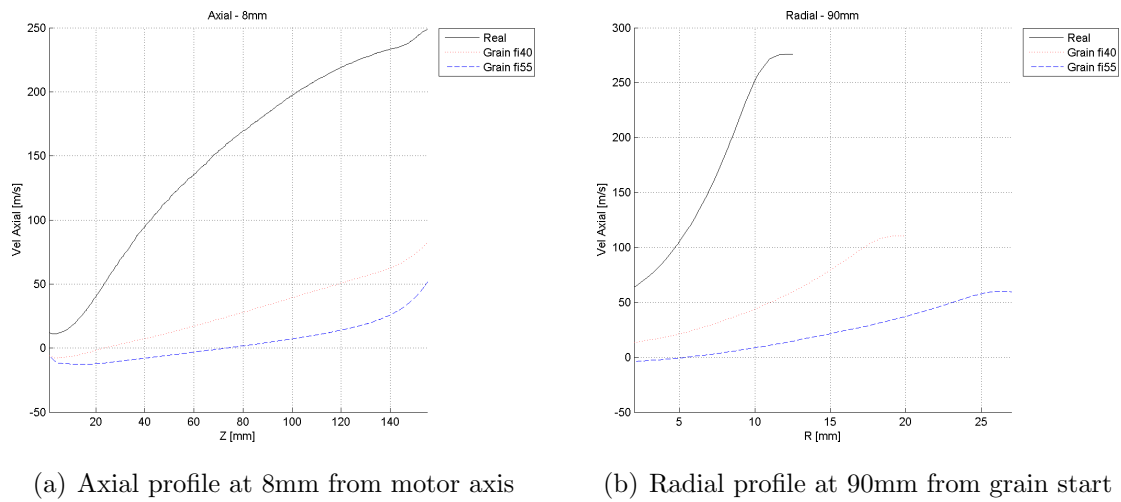 Axial - 8mm
250
200
150
100
50
0
-50
Vel Axial [m/s]
20 40 60 80 100 120 140
Z [mm]
Real
Grain fi40
Grain fi55
(a) Axial profile at 8mm from motor axis
Radial - 90mm
300
250
200
150
100
50
0
-50
Vel Axial [m/s]
5 10 15 20 25
R [mm]
Real
Grain fi40
Grain fi55
(b) Radial profile at 90mm from grain start